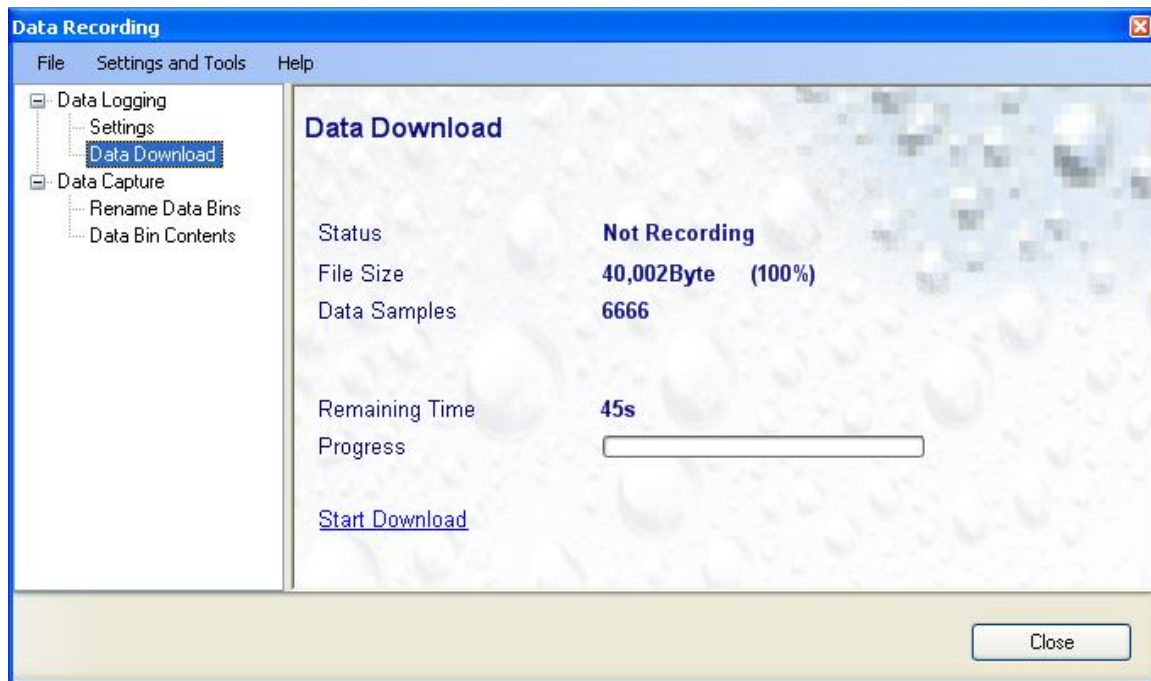 Data Recording
File Settings and Tools Help
Data Logging
Settings
Data Download
Data Capture
Rename Data Bins
Data Bin Contents
Data Download
Status Not Recording
File Size 40,002Byte (100%)
Data Samples 6666
Remaining Time 45s
Progress
Start Download
Close